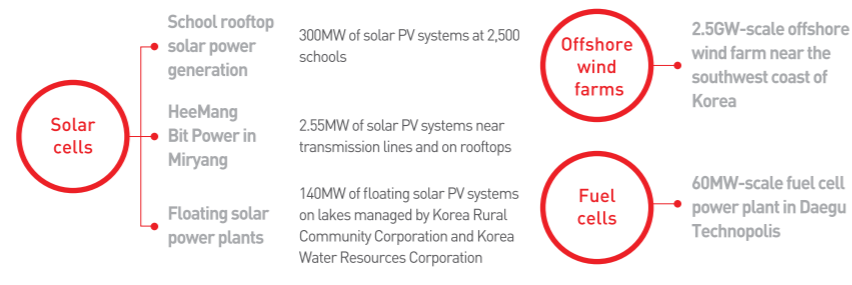 Solar
cells
School rooftop
solar power
generation
300MW of solar PV systems at 2,500
schools
HeeMang
Bit Power in
Miryang
2.55MW of solar PV systems near
transmission lines and on rooftops
Floating solar
power plants
140MW of floating solar PV systems
on lakes managed by Korea Rural
Community Corporation and Korea
Water Resources Corporation
Offshore
wind
farms
2.5GW-scale offshore
wind farm near the
southwest coast of
Korea
Fuel
cells
60MW-scale fuel cell
power plant in Daegu
Technopolis